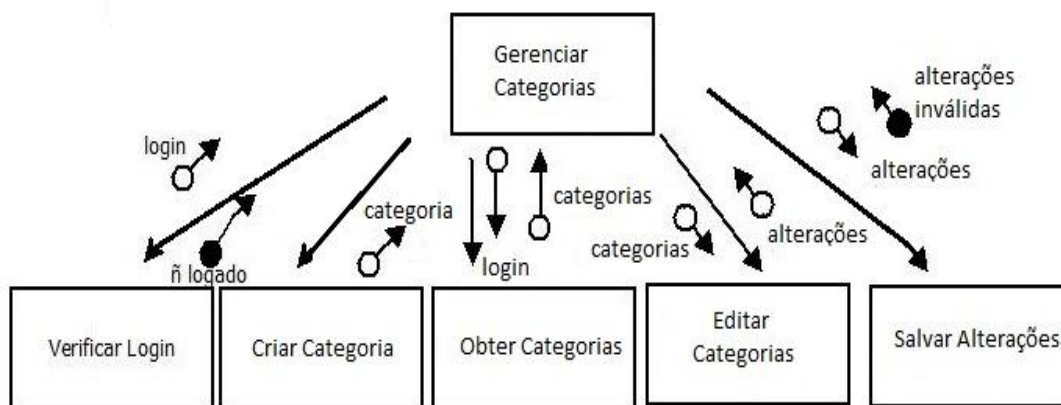 Gerenciar
Categorias
alterações
inválidas
login
alterações
categoria
categorias
ñ logado
login
categorias
alterações
Verificar Login
Criar Categoria
Obter Categorias
Editar
Categorias
Salvar Alterações